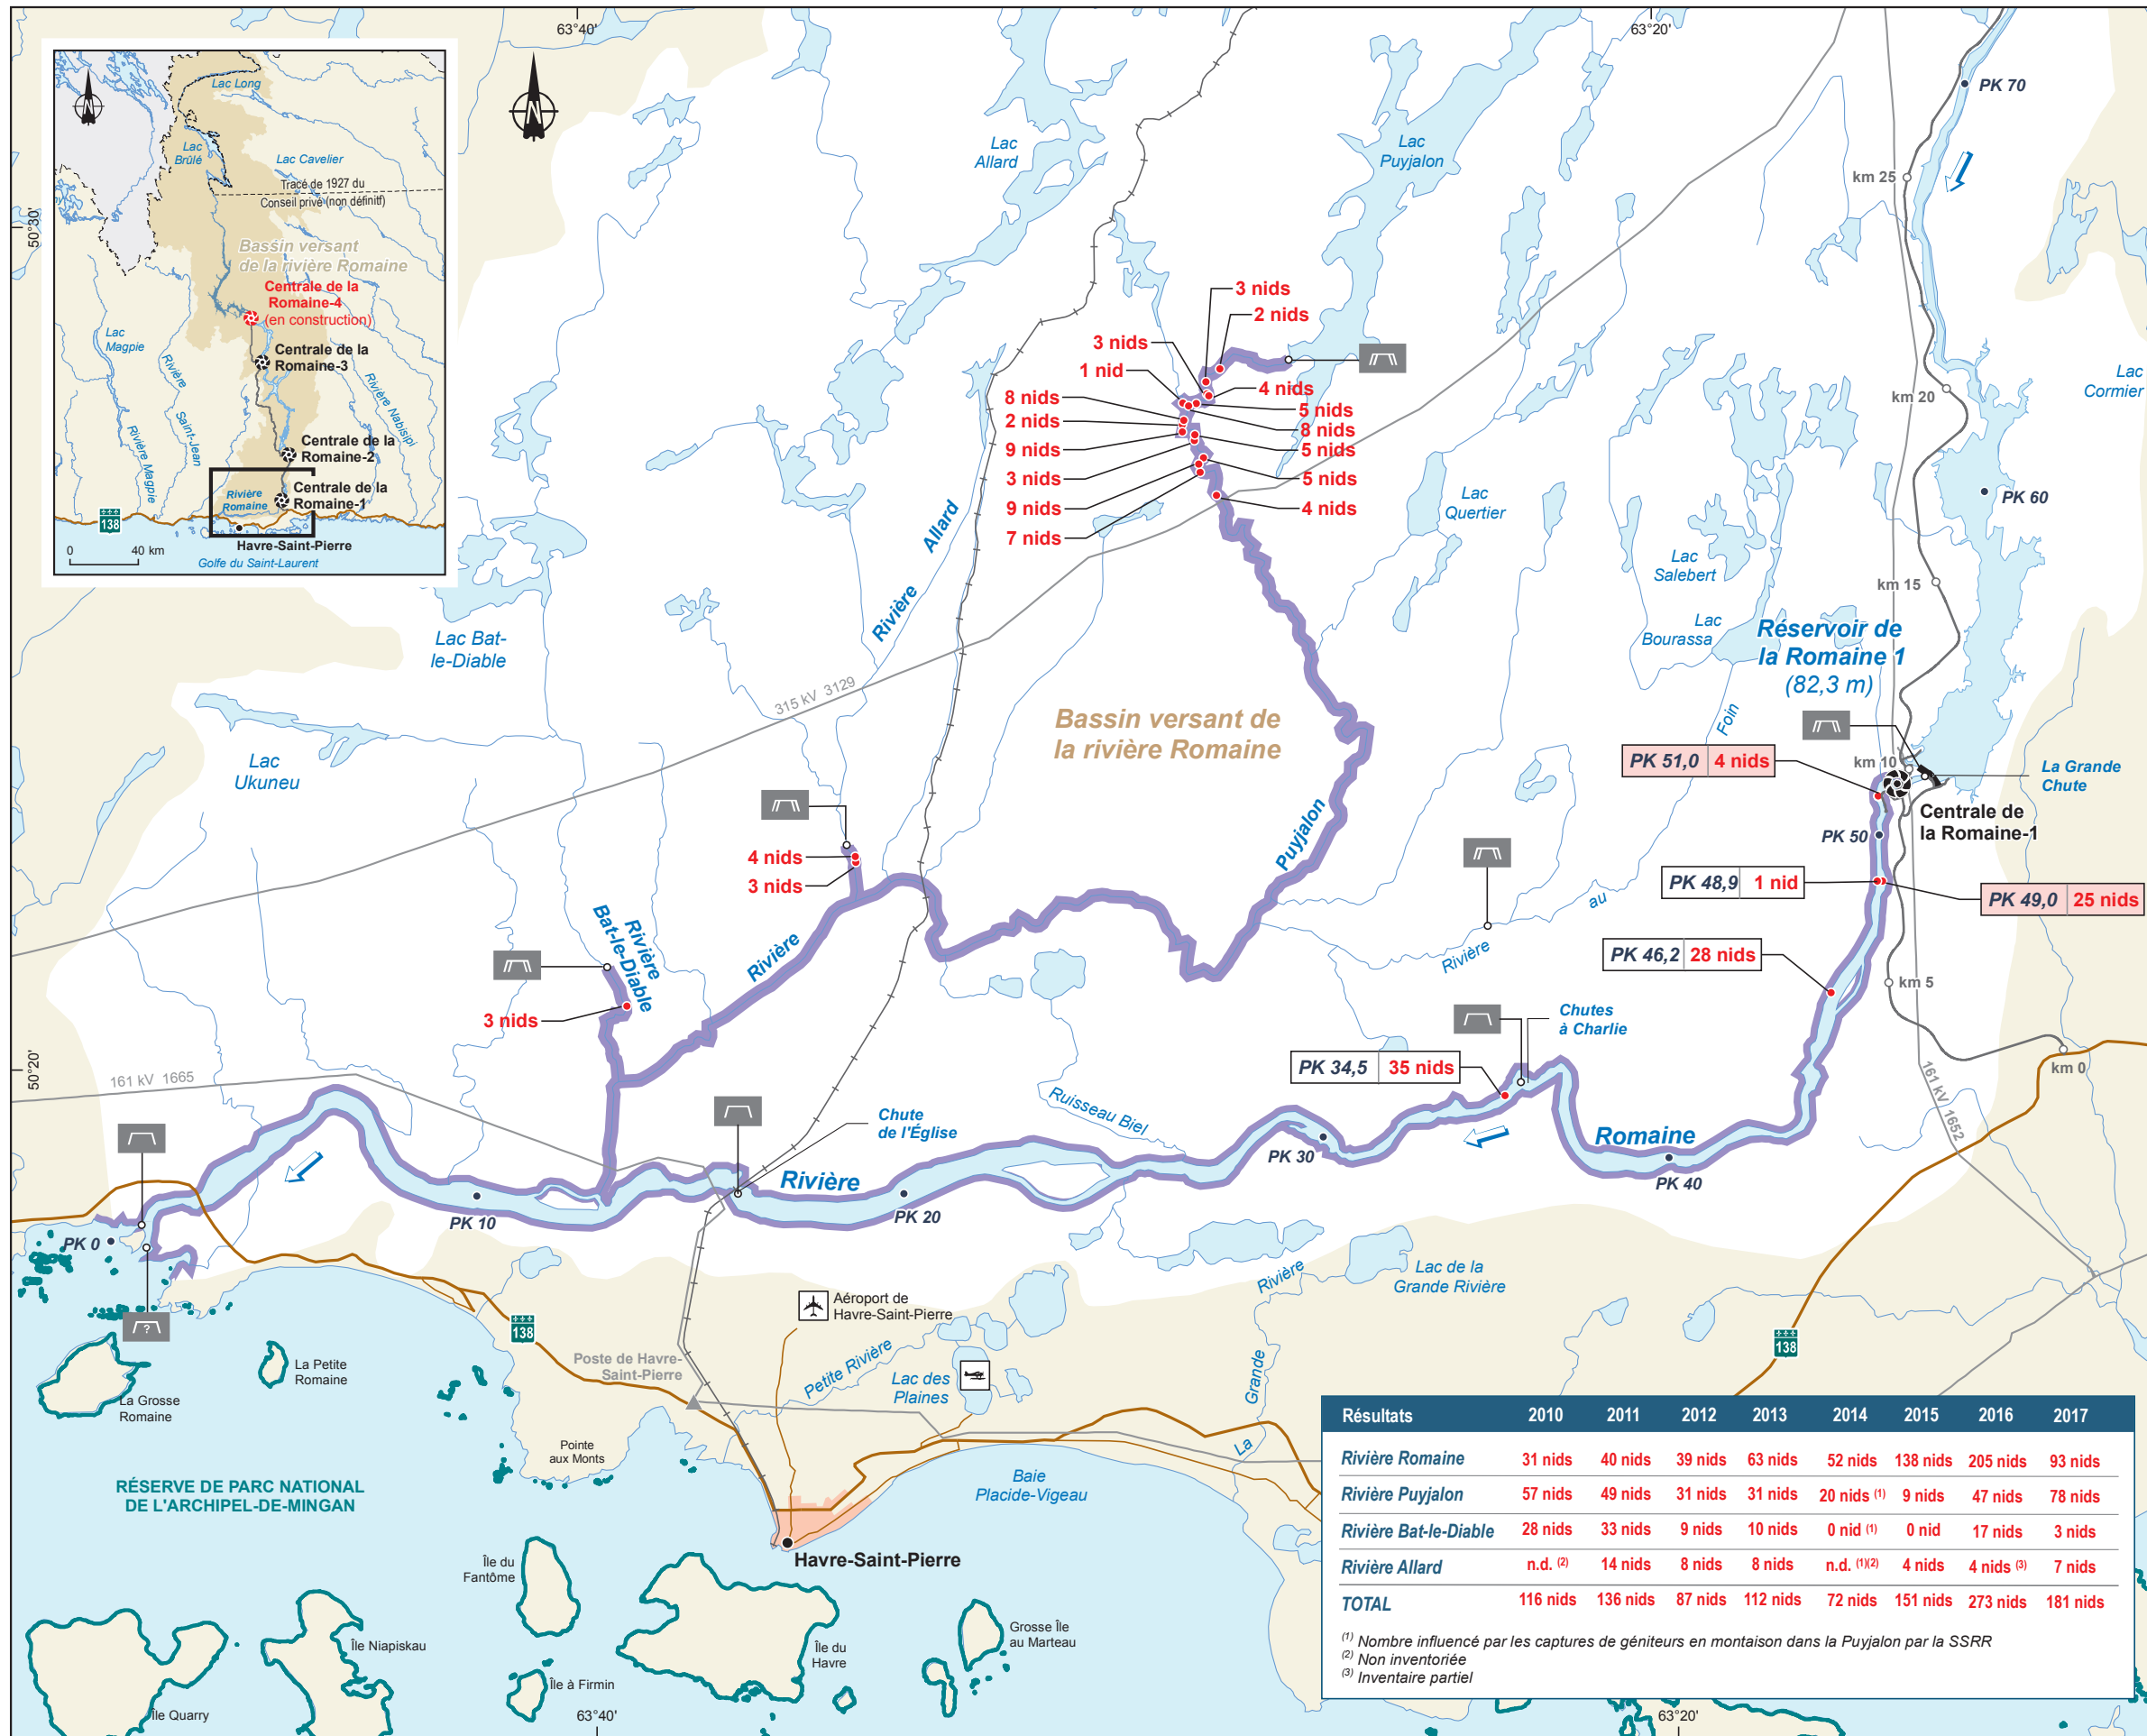 63°40'
63°20'
50°30'
50°20'
Lac Long
Lac
Brûlé
Lac Cavelier
Tracé de 1927 du
Conseil privé (non définitif)
Bassin versant
de la rivière Romaine
Centrale de la
Romaine-4
(en construction)
Lac
Magpie
Rivière
Saint-Jean
Rivière Magpie
Centrale de la
Romaine-3
Rivière Nabisipi
Centrale de la
Romaine-2
Centrale de la
Romaine-1
Rivière
Romaine
138
Havre-Saint-Pierre
0 40 km
Golfe du Saint-Laurent
N
N
Lac
Allard
Lac
Puyjalon
PK 70
km 25
km 20
Lac
Cormier
3 nids
2 nids
3 nids
1 nid
4 nids
8 nids
5 nids
2 nids
8 nids
9 nids
5 nids
3 nids
5 nids
9 nids
4 nids
7 nids
Lac
Quertier
PK 60
Lac
Salebert
km 15
Lac
Bourassa
Réservoir de
la Romaine 1
(82,3 m)
Rivière
Allard
Lac Bat-
le-Diable
315 kV 3129
Lac
Ukuneu
Bassin versant de
la rivière Romaine
Foin
PK 51,0 4 nids
km 10
La Grande
Chute
Centrale de
la Romaine-1
PK 50
4 nids
3 nids
Puyjalon
PK 48,9 1 nid
PK 49,0 25 nids
au
Rivière
Rivière
Bat-le-Diable
Rivière
PK 46,2 28 nids
km 5
3 nids
Chutes
à Charlie
PK 34,5 35 nids
km 0
161 kV 1665
161 kV 1652
Ruisseau Biel
Chute
de l'Église
Romaine
PK 30
PK 40
Rivière
PK 20
PK 10
PK 0
?
Lac de la
Grande Rivière
Rivière
Grande
La
Aéroport de
Havre-Saint-Pierre
138
138
Petite Rivière
Lac des
Plaines
Poste de Havre-
Saint-Pierre
La Petite
Romaine
La Grosse
Romaine
Pointe
aux Monts
Baie
Placide-Vigeau
RÉSERVE DE PARC NATIONAL
DE L'ARCHIPEL-DE-MINGAN
Havre-Saint-Pierre
Île du
Fantôme
Île Niapiskau
Île Quarry
Île à Firmin
Île du
Havre
Grosse Île
au Marteau
Résultats 2010 2011 2012 2013 2014 2015 2016 2017
Rivière Romaine 31 nids 40 nids 39 nids 63 nids 52 nids 138 nids 205 nids 93 nids
Rivière Puyjalon 57 nids 49 nids 31 nids 31 nids 20 nids (1) 9 nids 47 nids 78 nids
Rivière Bat-le-Diable 28 nids 33 nids 9 nids 10 nids 0 nid (1) 0 nid 17 nids 3 nids
Rivière Allard n.d. (2) 14 nids 8 nids 8 nids n.d. (1)(2) 4 nids 4 nids (3) 7 nids
TOTAL 116 nids 136 nids 87 nids 112 nids 72 nids 151 nids 273 nids 181 nids
(1) Nombre influencé par les captures de géniteurs en montaison dans la Puyjalon par la SSRR
(2) Non inventoriée
(3) Inventaire partiel
63°40'
63°20'